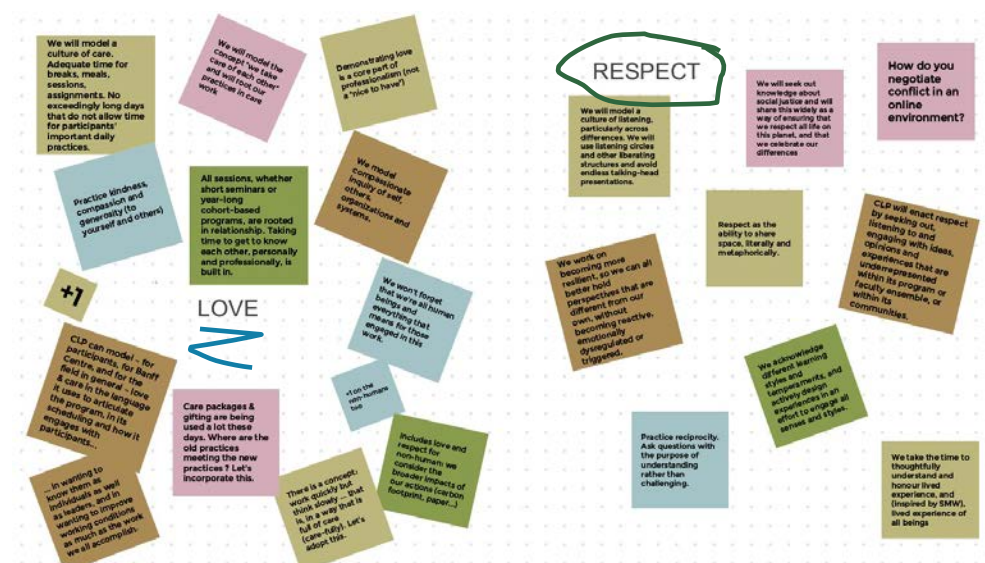 We will model a
culture of care.
Adequate time for
breaks, meals,
sessions,
assignments. No
exceedingly long days
that do not allow time
for participants'
important daily
practices.
We will model the
concept "we take
care of each other"
and will root our
practices in care
work
Demonstrating love
is a core part of
professionalism (not
a "nice to have")
Practice kindness,
compassion and
generosity (to
yourself and others)
All sessions, whether
short seminars or
year-long
cohort-based
programs, are rooted
in relationship. Taking
time to get to know
each other, personally
and professionally, is
built in.
We model
compassionate
inquiry of self,
others,
organizations and
systems.
+1
LOVE
We won't forget
that we're all human
beings and
everything that
means for those
engaged in this
work.
+1 on the
non-humans
too
CLP can model - for
participants, for Banff
Centre, and for the
field in general - love
& care in the language
it uses to articulate
the program, in its
scheduling and how it
engages with
participants...
Care packages &
gifting are being
used a lot these
days. Where are the
old practices
meeting the new
practices ? Let's
incorporate this.
Includes love and
respect for
non-human: we
consider the
broader impacts of
our actions (carbon
footprint, paper...)
... in wanting to
know them as
individuals as well
as leaders, and in
wanting to improve
working conditions
as much as the work
we all accomplish.
There is a concept:
work quickly but
think slowly ... that
is, in a way that is
full of care
(care-fully). Let's
adopt this.
RESPECT
We will model a
culture of listening,
particularly across
differences. We will
use listening circles
and other liberating
structures and avoid
endless talking-head
presentations.
We will seek out
knowledge about
social justice and will
share this widely as a
way of ensuring that
we respect all life on
this planet, and that
we celebrate our
differences
How do you
negotiate
conflict in an
online
environment?
We work on
becoming more
resilient, so we can all
better hold
perspectives that are
different from our
own, without
becoming reactive,
emotionally
dysregulated or
triggered.
Respect as the
ability to share
space, literally and
metaphorically.
CLP will enact respect
by seeking out,
listening to and
engaging with ideas,
opinions and
experiences that are
underrepresented
within its program or
faculty ensemble, or
within its
communities.
We acknowledge
different learning
styles and
tempersments, and
actively design
experiences in an
effort to engage all
senses and styles.
Practice reciprocity.
Ask questions with
the purpose of
understanding
rather than
challenging.
We take the time to
thoughtfully
understand and
honour lived
experience, and
(inspired by SMW),
lived experience of
all beings